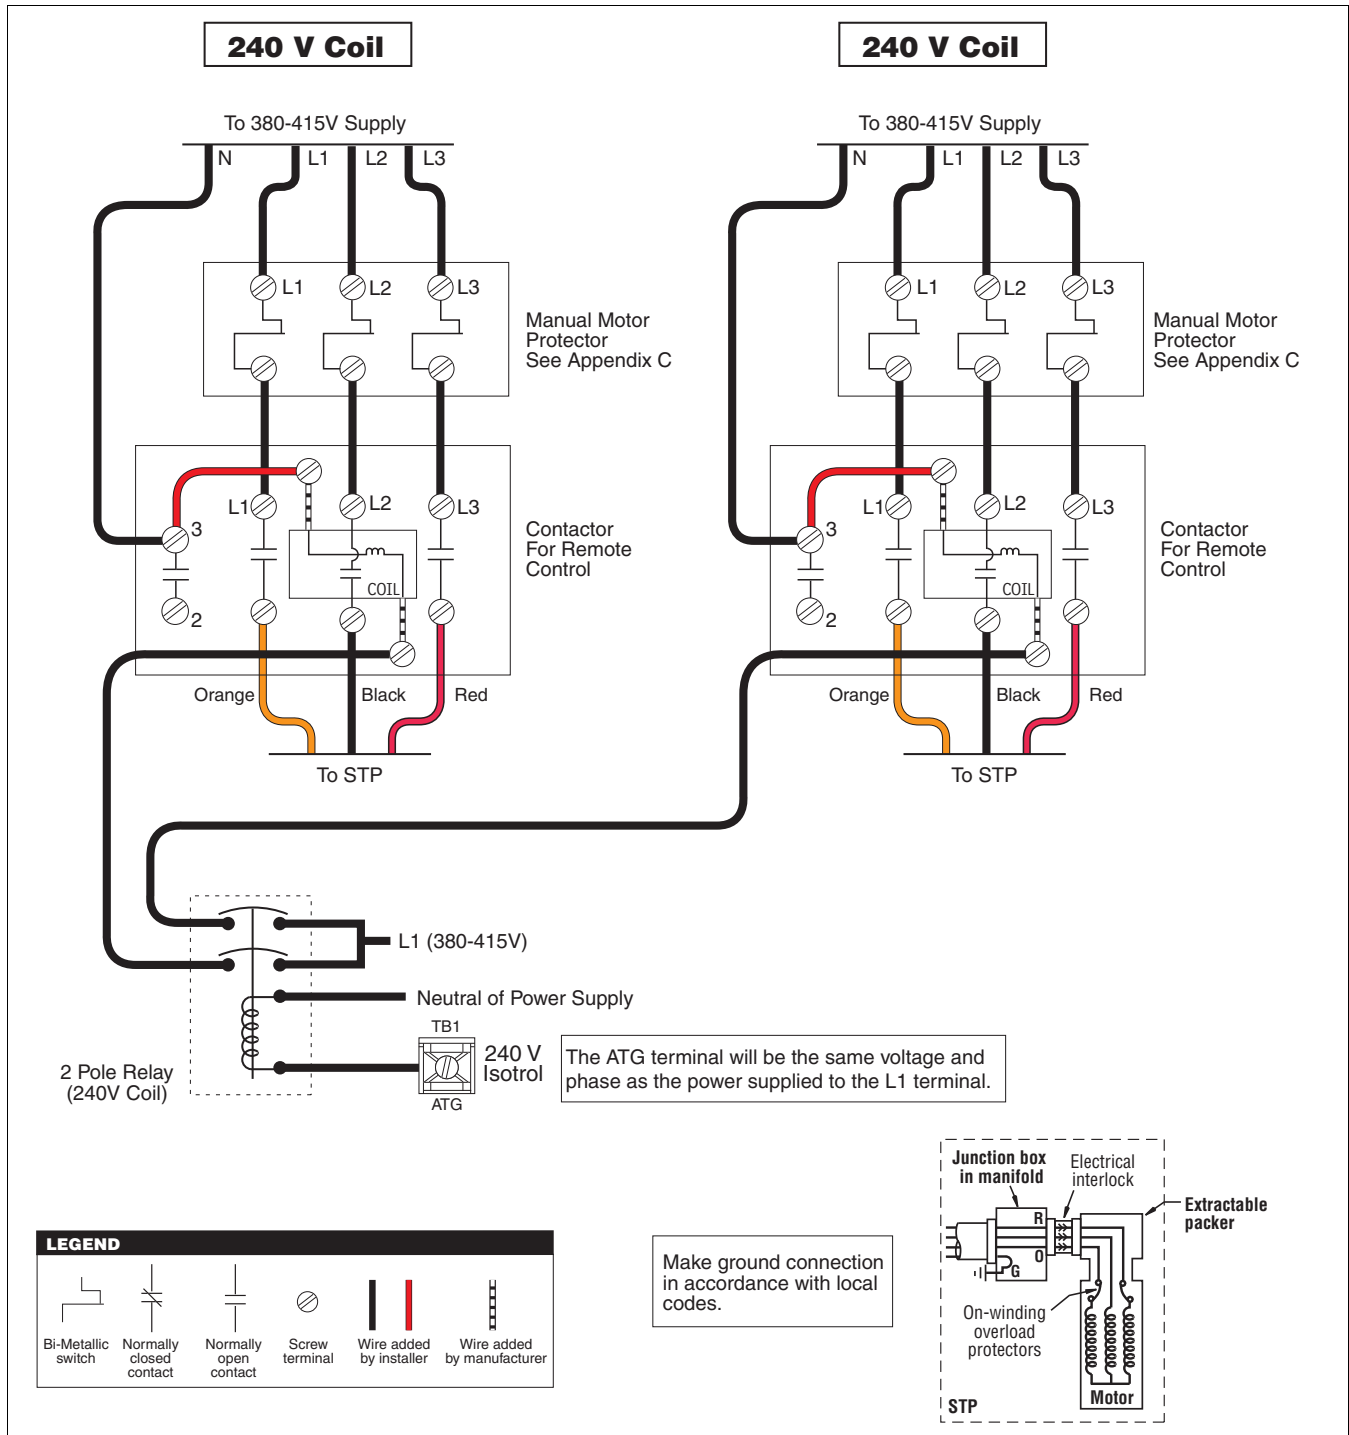 240 V Coil
240 V Coil
To 380-415V Supply
N
L1
L2
L3
To 380-415V Supply
N
L1
L2
L3
L1
L2
L3
Manual Motor
Protector
See Appendix C
L1
L2
L3
Manual Motor
Protector
See Appendix C
3
L1
L2
L3
COIL
2
Contactor
For Remote
Control
3
L1
L2
L3
COIL
2
Contactor
For Remote
Control
Orange
Black
Red
To STP
Orange
Black
Red
To STP
L1 (380-415V)
Neutral of Power Supply
2 Pole Relay
(240V Coil)
TB1
ATG
240 V
Isotrol
The ATG terminal will be the same voltage and
phase as the power supplied to the L1 terminal.
Junction box
in manifold
Electrical
interlock
Extractable
packer
R
O
G
On-winding
overload
protectors
Motor
STP
Make ground connection
in accordance with local
codes.
LEGEND
Bi-Metallic
switch
Normally
closed
contact
Normally
open
contact
Screw
terminal
Wire added
by installer
Wire added
by manufacturer